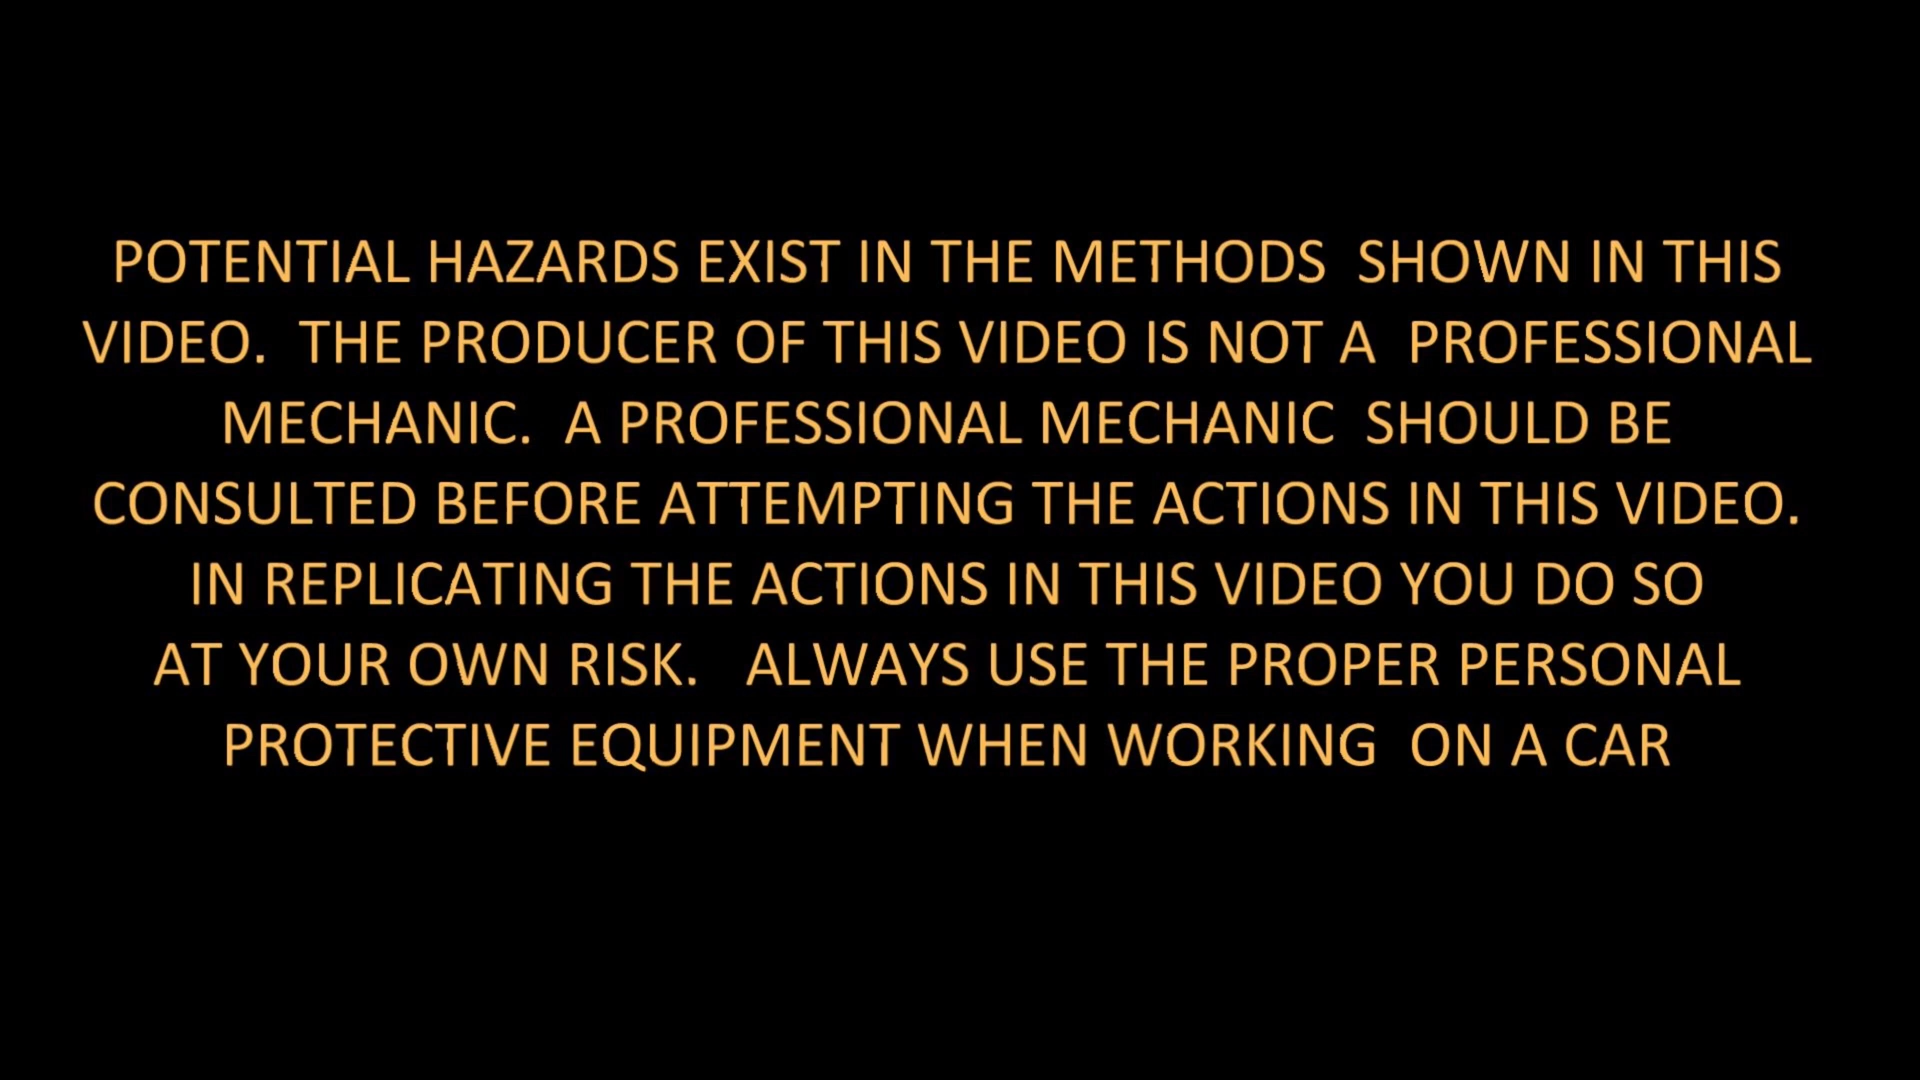 POTENTIAL HAZARDS EXIST IN THE METHODS  SHOWN IN THIS
VIDEO.  THE PRODUCER OF THIS VIDEO IS NOT A  PROFESSIONAL
MECHANIC.  A PROFESSIONAL MECHANIC  SHOULD BE
CONSULTED BEFORE ATTEMPTING THE ACTIONS IN THIS VIDEO.
IN REPLICATING THE ACTIONS IN THIS VIDEO YOU DO SO
AT YOUR OWN RISK.   ALWAYS USE THE PROPER PERSONAL
PROTECTIVE EQUIPMENT WHEN WORKING  ON A CAR